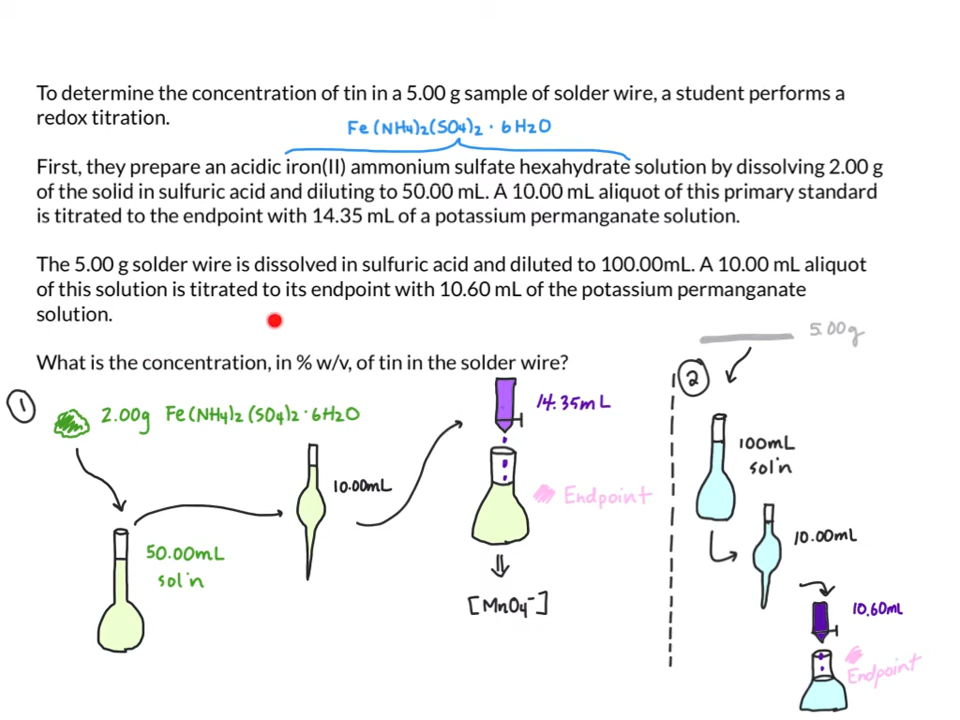 To determine the concentration of tin in a 5.00 g sample of solder wire, a student performs a
redox titration.
Fe(NH4)2(SO4)2 · 6H2O
First, they prepare an acidic iron(II) ammonium sulfate hexahydrate solution by dissolving 2.00 g
of the solid in sulfuric acid and diluting to 50.00 mL. A 10.00 mL aliquot of this primary standard
is titrated to the endpoint with 14.35 mL of a potassium permanganate solution.
The 5.00 g solder wire is dissolved in sulfuric acid and diluted to 100.00mL. A 10.00 mL aliquot
of this solution is titrated to its endpoint with 10.60 mL of the potassium permanganate
solution.
What is the concentration, in % w/v, of tin in the solder wire?
1
2.00g Fe(NH4)2(SO4)2·6H2O
50.00mL
sol'n
10.00mL
14.35mL
Endpoint
[MnO4-]
2
5.00g
100mL
sol'n
10.00mL
10.60mL
Endpoint